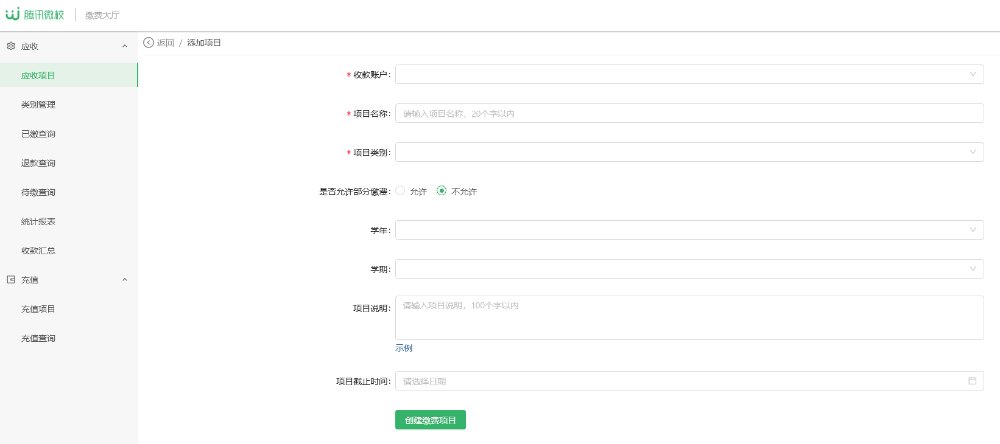 腾讯微校 缴费大厅
应收
应收项目
类别管理
已缴查询
退款查询
待缴查询
统计报表
收款汇总
充值
充值项目
充值查询
返回 / 添加项目
* 收款账户:
* 项目名称: 请输入项目名称，20个字以内
* 项目类别:
是否允许部分缴费: 允许 不允许
学年:
学期:
项目说明: 请输入项目说明，100个字以内
示例
项目截止时间: 请选择日期
创建缴费项目